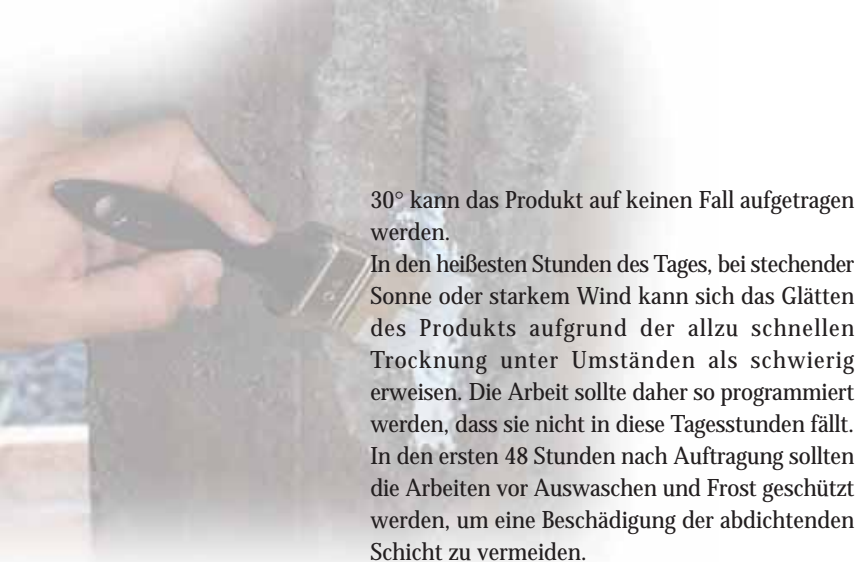 30° kann das Produkt auf keinen Fall aufgetragen
werden.
In den heißesten Stunden des Tages, bei stechender
Sonne oder starkem Wind kann sich das Glätten
des Produkts aufgrund der allzu schnellen
Trocknung unter Umständen als schwierig
erweisen. Die Arbeit sollte daher so programmiert
werden, dass sie nicht in diese Tagesstunden fällt.
In den ersten 48 Stunden nach Auftragung sollten
die Arbeiten vor Auswaschen und Frost geschützt
werden, um eine Beschädigung der abdichtenden
Schicht zu vermeiden.